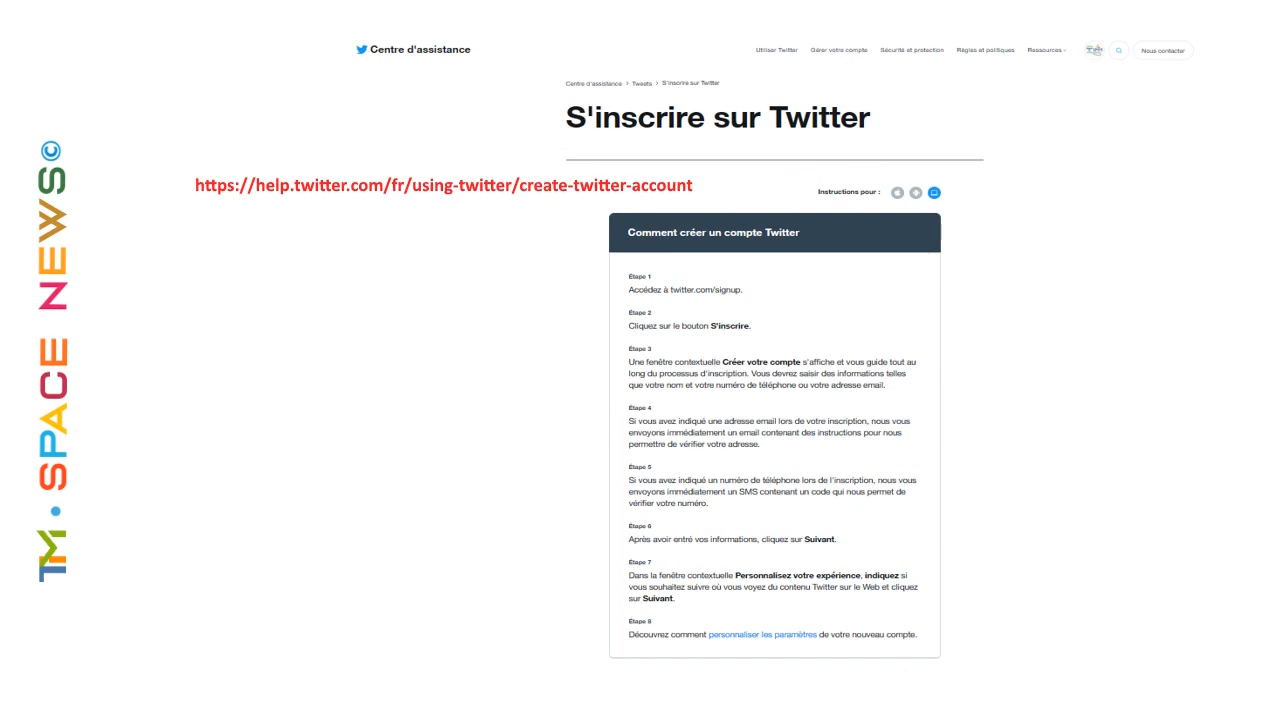 Centre d'assistance
Utiliser Twitter Gérer votre compte Sécurité et protection Règles et politiques Ressources Nous contacter
Centre d'assistance > Tweets > S'inscrire sur Twitter
S'inscrire sur Twitter
https://help.twitter.com/fr/using-twitter/create-twitter-account
Instructions pour :
Comment créer un compte Twitter
Étape 1
Accédez à twitter.com/signup.
Étape 2
Cliquez sur le bouton S'inscrire.
Étape 3
Une fenêtre contextuelle Créer votre compte s'affiche et vous guide tout au
long du processus d'inscription. Vous devrez saisir des informations telles
que votre nom et votre numéro de téléphone ou votre adresse email.
Étape 4
Si vous avez indiqué une adresse email lors de votre inscription, nous vous
envoyons immédiatement un email contenant des instructions pour nous
permettre de vérifier votre adresse.
Étape 5
Si vous avez indiqué un numéro de téléphone lors de l'inscription, nous vous
envoyons immédiatement un SMS contenant un code qui nous permet de
vérifier votre numéro.
Étape 6
Après avoir entré vos informations, cliquez sur Suivant.
Étape 7
Dans la fenêtre contextuelle Personnalisez votre expérience, indiquez si
vous souhaitez suivre où vous voyez du contenu Twitter sur le Web et cliquez
sur Suivant.
Étape 8
Découvrez comment personnaliser les paramètres de votre nouveau compte.
TM • SPACE NEWS©